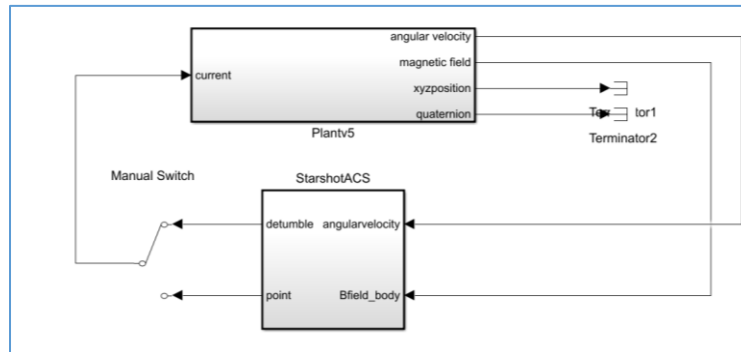 angular velocity
magnetic field
current
xyzposition
quaternion
Plantv5
tor1
Terminator2
Manual Switch
StarshotACS
detumble
angularvelocity
point
Bfield_body